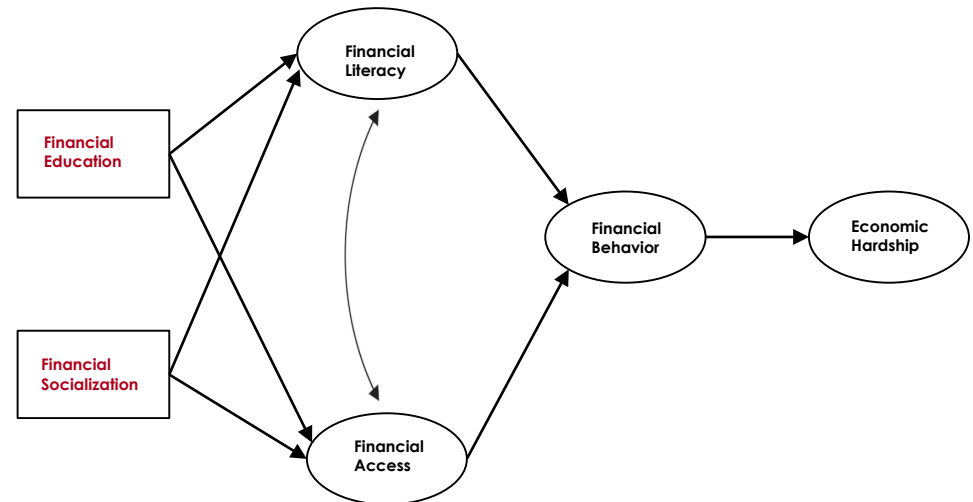 Financial
Literacy
Financial
Education
Financial
Behavior
Economic
Hardship
Financial
Socialization
Financial
Access